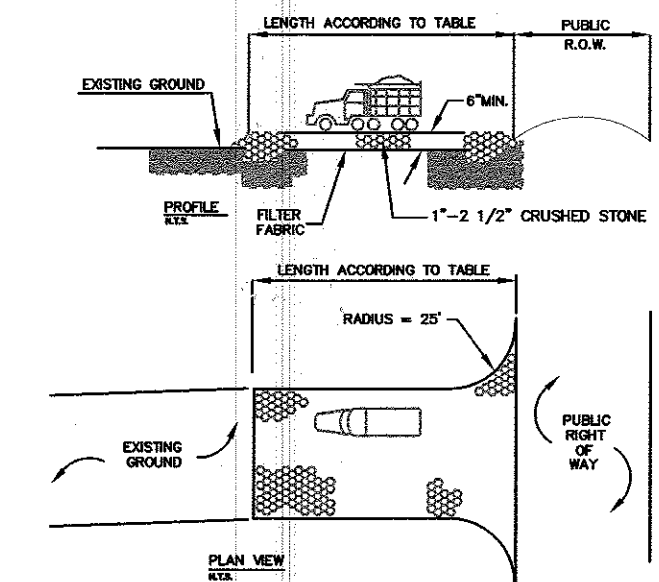 LENGTH ACCORDING TO TABLE
PUBLIC
R.O.W.
EXISTING GROUND
6"MIN.
PROFILE
N.T.S.
FILTER
FABRIC
1"-2 1/2" CRUSHED STONE
LENGTH ACCORDING TO TABLE
RADIUS = 25'
EXISTING
GROUND
PUBLIC
RIGHT
OF
WAY
PLAN VIEW
N.T.S.